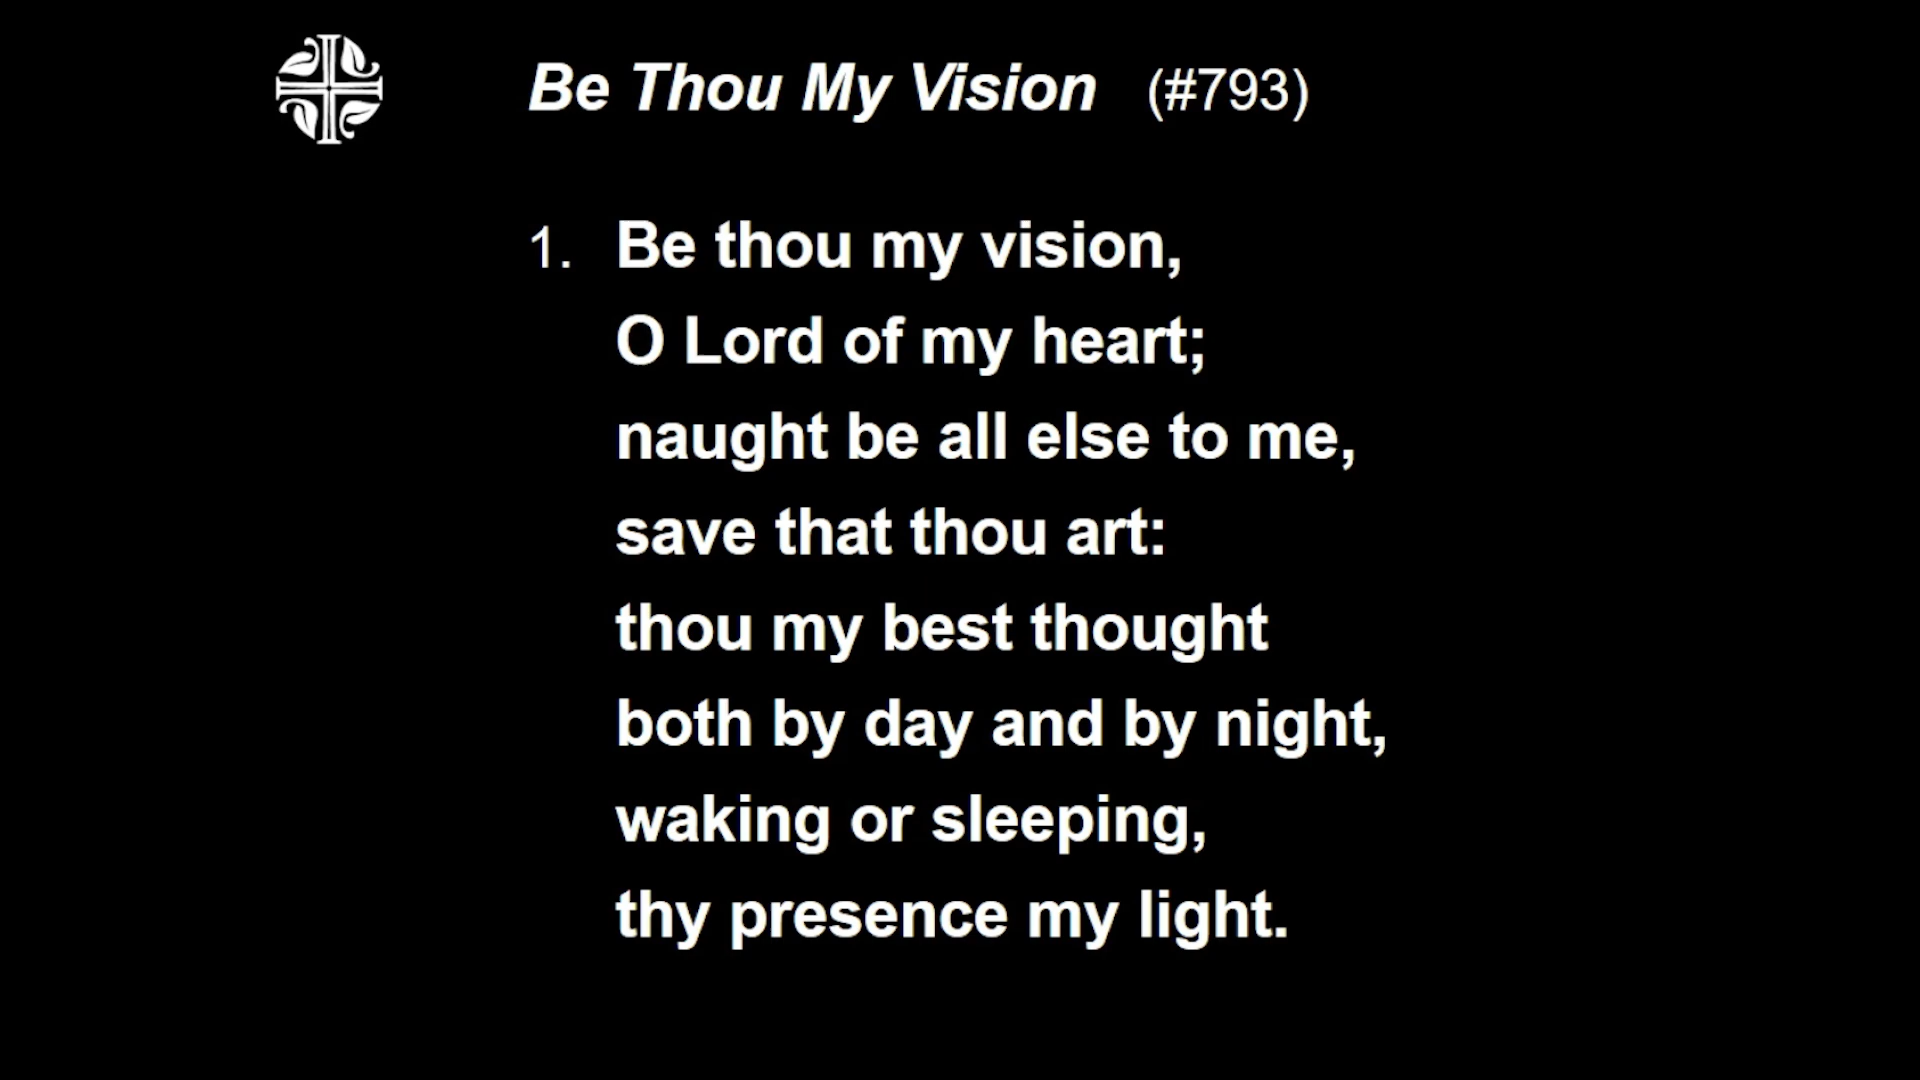 Be Thou My Vision (#793)
1. Be thou my vision,
O Lord of my heart;
naught be all else to me,
save that thou art:
thou my best thought
both by day and by night,
waking or sleeping,
thy presence my light.